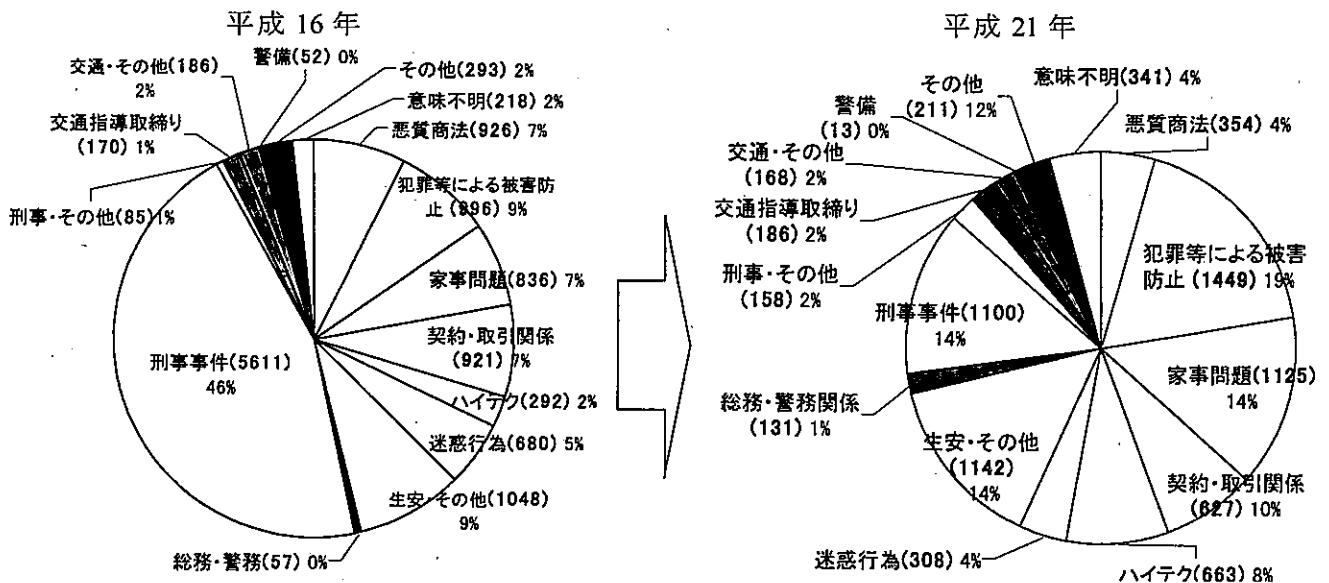 平成 16 年
警備(52) 0%
交通・その他(186)
2%
その他(293) 2%
意味不明(218) 2%
交通指導取締り
(170) 1%
悪質商法(926) 7%
刑事・その他(85)1%
犯罪等による被害防
止(896) 9%
家事問題(836) 7%
契約・取引関係
(921) 7%
刑事事件(5611)
46%
ハイテク(292) 2%
迷惑行為(680) 5%
生安・その他(1048)
9%
総務・警務(57) 0%
平成 21 年
意味不明(341) 4%
その他
(211) 12%
警備
(13) 0%
悪質商法(354) 4%
交通・その他
(168) 2%
交通指導取締り
(186) 2%
犯罪等による被害
防止(1449) 19%
刑事・その他
(158) 2%
刑事事件(1100)
14%
家事問題(1125)
14%
総務・警務関係
(131) 1%
生安・その他
(1142)
14%
契約・取引関係
(627) 10%
迷惑行為(308) 4%
ハイテク(663) 8%